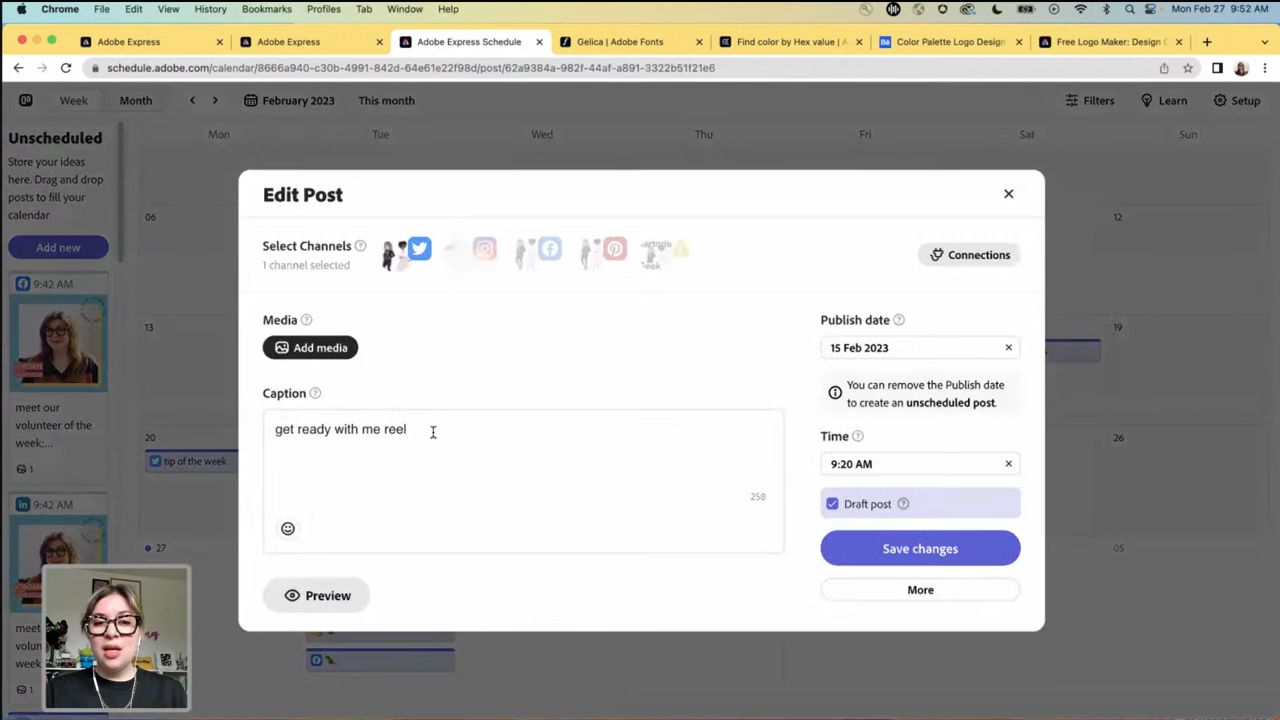 Chrome File Edit View History Bookmarks Profiles Tab Window Help Mon Feb 27 9:52 AM
Adobe Express
Adobe Express
Adobe Express Schedule
Gelica | Adobe Fonts
Find color by Hex value |
Color Palette Logo Design
Free Logo Maker: Design
schedule.adobe.com/calendar/8666a940-c30b-4991-842d-64e61e22f98d/post/62a9384a-982f-44af-a891-3322b51f21e6
Week Month February 2023 This month Filters Learn Setup
Unscheduled
Store your ideas
here. Drag and drop
posts to fill your
calendar.
Add new
9:42 AM
meet our
volunteer of the
week:
1
9:42 AM
meet
volun
week
1
Mon Tue Wed Thu Fri Sat Sun
06
12
13
19
20
tip of the week
26
27
05
Edit Post
Select Channels
1 channel selected
Connections
Media
Add media
Caption
get ready with me reel
258
Preview
Publish date
15 Feb 2023
You can remove the Publish date
to create an unscheduled post.
Time
9:20 AM
Draft post
Save changes
More